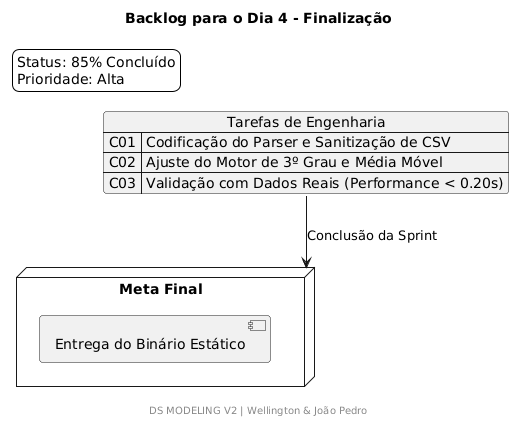 Backlog para o Dia 4 - Finalização
Status: 85% Concluído
Prioridade: Alta
Tarefas de Engenharia
C01 Codificação do Parser e Sanitização de CSV
C02 Ajuste do Motor de 3º Grau e Média Móvel
C03 Validação com Dados Reais (Performance < 0.20s)
Conclusão da Sprint
Meta Final
Entrega do Binário Estático
DS MODELING V2 | Wellington & João Pedro